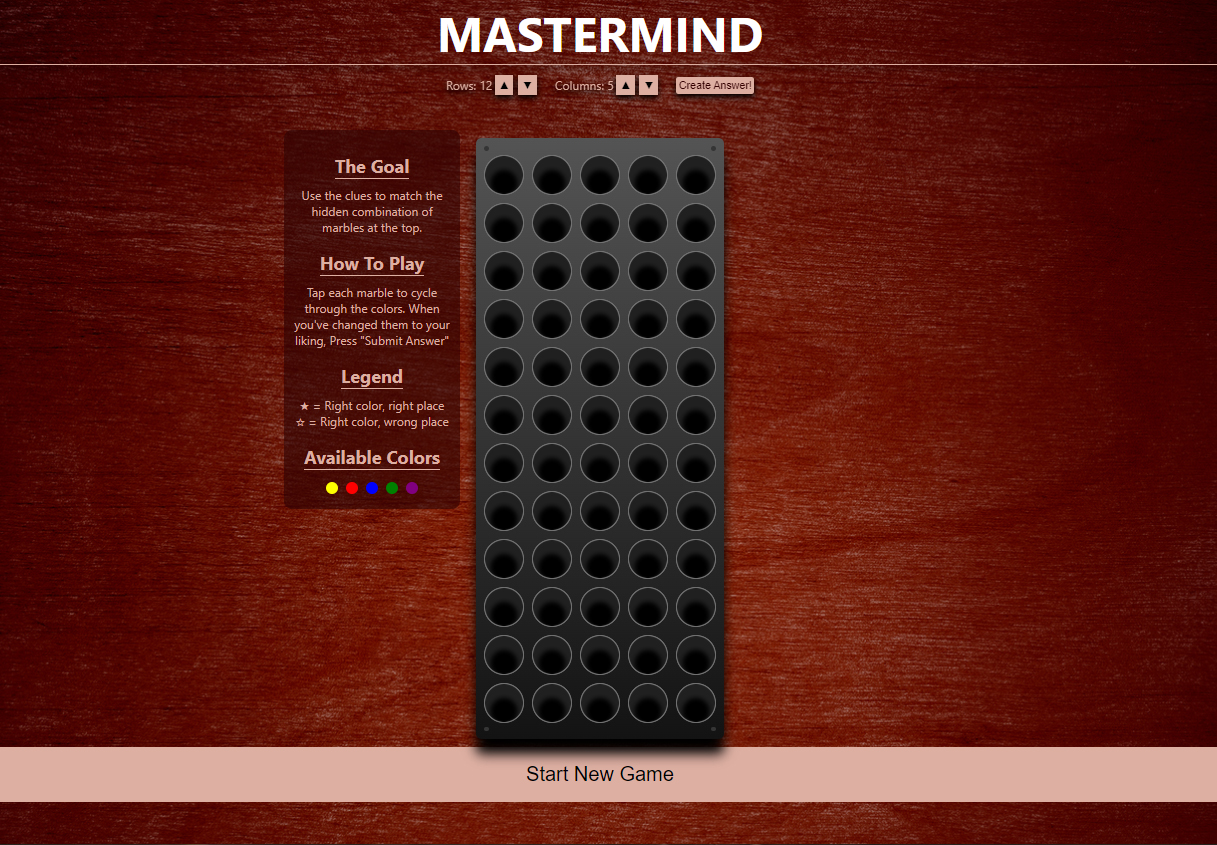 MASTERMIND
Rows: 12 ▲ ▼ Columns: 5 ▲ ▼ Create Answer!
The Goal
Use the clues to match the
hidden combination of
marbles at the top.
How To Play
Tap each marble to cycle
through the colors. When
you've changed them to your
liking, Press "Submit Answer"
Legend
★ = Right color, right place
☆ = Right color, wrong place
Available Colors
Start New Game